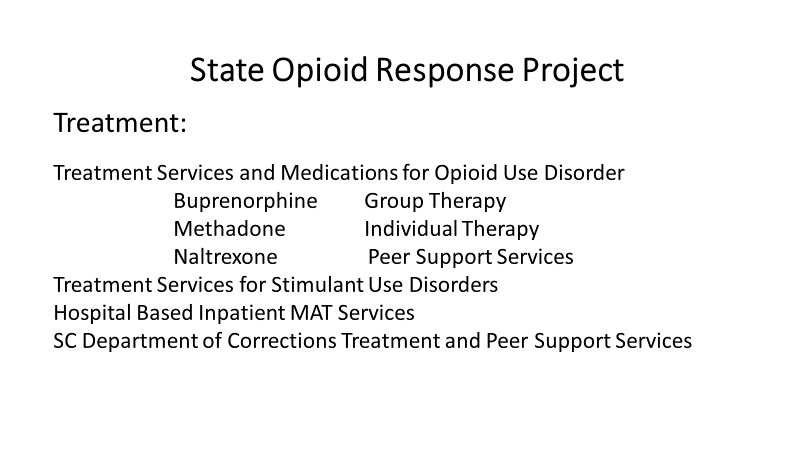 State Opioid Response Project
Treatment:
Treatment Services and Medications for Opioid Use Disorder
Buprenorphine Group Therapy
Methadone Individual Therapy
Naltrexone Peer Support Services
Treatment Services for Stimulant Use Disorders
Hospital Based Inpatient MAT Services
SC Department of Corrections Treatment and Peer Support Services